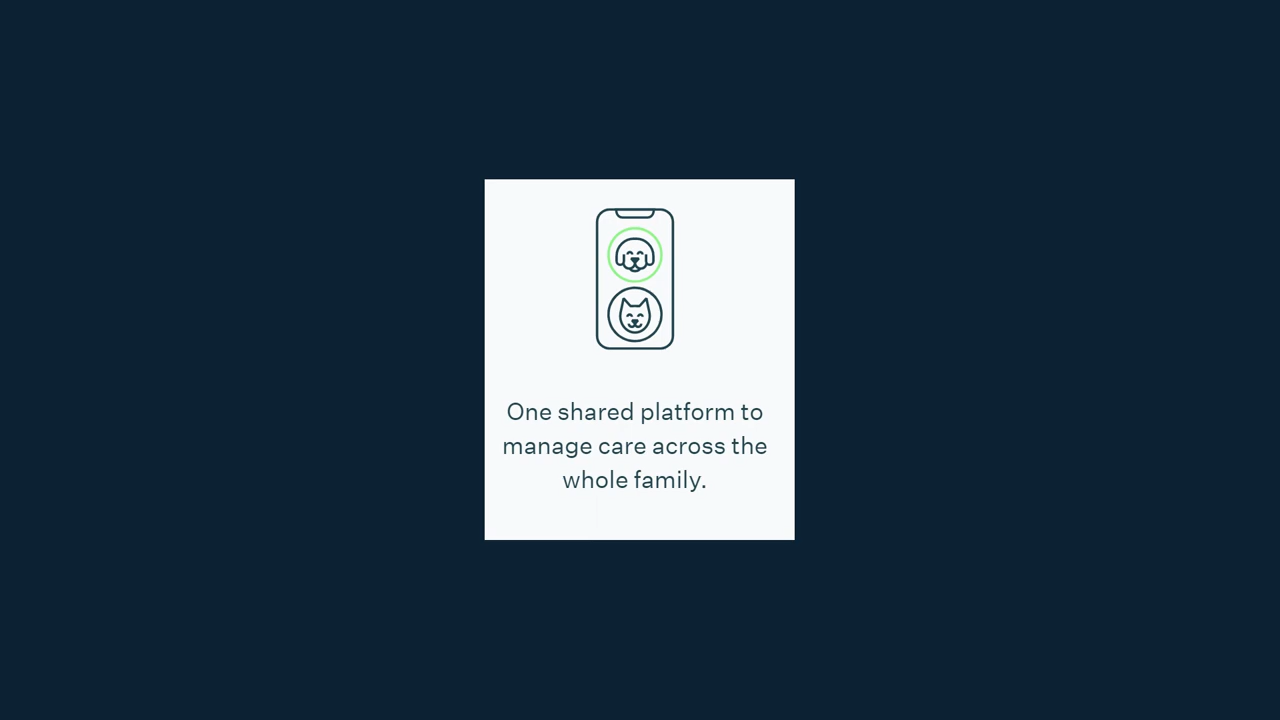 One shared platform to
manage care across the
whole family.